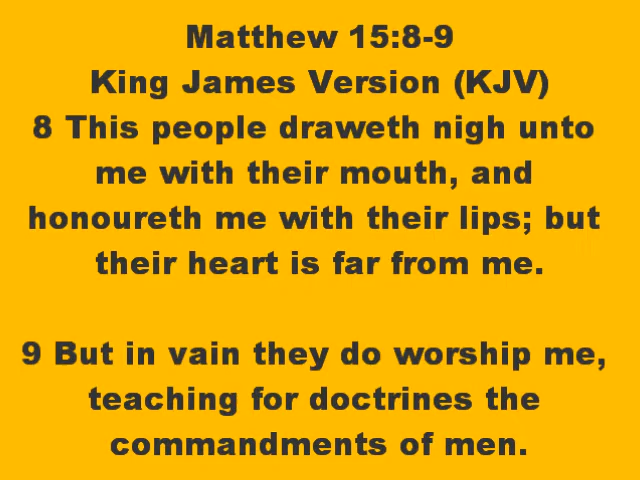 Matthew 15:8-9
King James Version (KJV)
8 This people draweth nigh unto
me with their mouth, and
honoureth me with their lips; but
their heart is far from me.
9 But in vain they do worship me,
teaching for doctrines the
commandments of men.